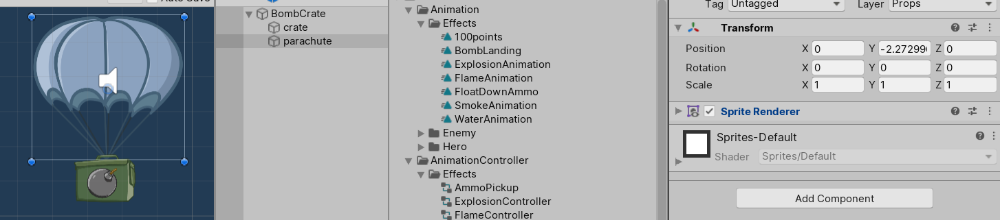 BombCrate
crate
parachute
Animation
Effects
100points
BombLanding
ExplosionAnimation
FlameAnimation
FloatDownAmmo
SmokeAnimation
WaterAnimation
Enemy
Hero
AnimationController
Effects
AmmoPickup
ExplosionController
FlameController
Tag Untagged Layer Props
Transform
Position X 0 Y -2.27299 Z 0
Rotation X 0 Y 0 Z 0
Scale X 1 Y 1 Z 1
Sprite Renderer
Sprites-Default
Shader Sprites/Default
Add Component